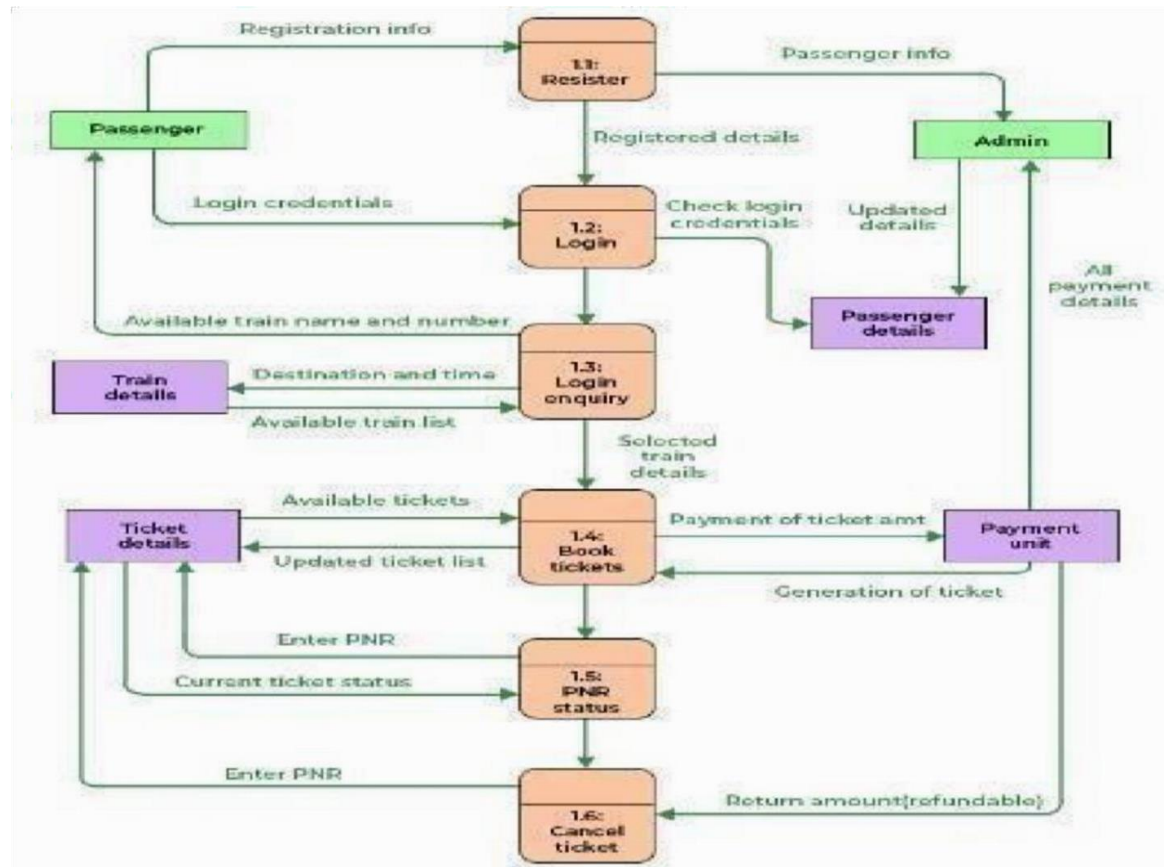 Registration info
1.1:
Resister
Passenger info
Passenger
Registered details
Admin
Login credentials
1.2:
Login
Check login
credentials
Updated
details
All
payment
details
Available train name and number
Passenger
details
1.3:
Login
enquiry
Train
details
Destination and time
Available train list
Selected
train
details
Available tickets
Ticket
details
1.4:
Book
tickets
Payment of ticket amt
Payment
unit
Updated ticket list
Generation of ticket
Enter PNR
1.5:
PNR
status
Current ticket status
Enter PNR
1.6:
Cancel
ticket
Return amount(refundable)